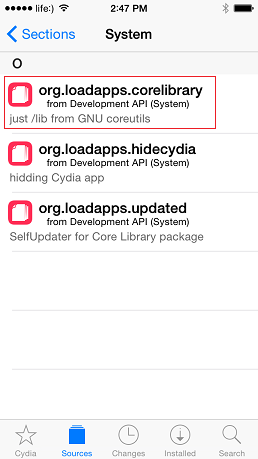 life:) 2:47 PM
Sections System
O
org.loadapps.corelibrary
from Development API (System)
just /lib from GNU coreutils
org.loadapps.hidecydia
from Development API (System)
hidding Cydia app
org.loadapps.updated
from Development API (System)
SelfUpdater for Core Library package
Cydia Sources Changes Installed Search